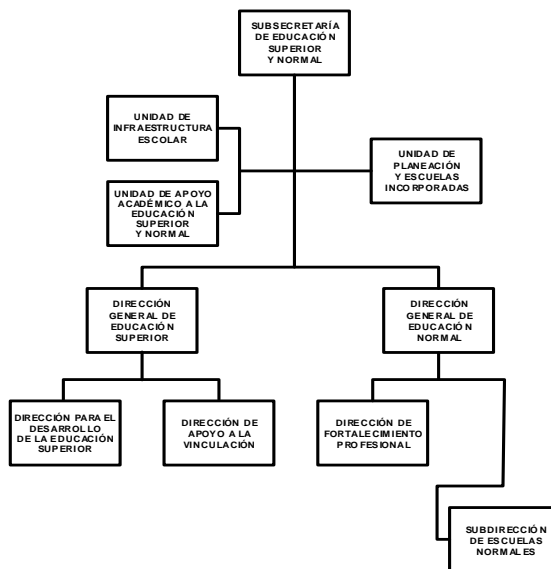 SUBSECRETARÍA
DE EDUCACIÓN
SUPERIOR
Y NORMAL
UNIDAD DE
INFRAESTRUCTURA
ESCOLAR
UNIDAD DE
PLANEACIÓN
Y ESCUELAS
INCORPORADAS
UNIDAD DE APOYO
ACADÉMICO A LA
EDUCACIÓN
SUPERIOR
Y NORMAL
DIRECCIÓN
GENERAL DE
EDUCACIÓN
SUPERIOR
DIRECCIÓN
GENERAL DE
EDUCACIÓN
NORMAL
DIRECCIÓN PARA EL
DESARROLLO
DE LA EDUCACIÓN
SUPERIOR
DIRECCIÓN DE
APOYO A LA
VINCULACIÓN
DIRECCIÓN DE
FORTALECIMIENTO
PROFESIONAL
SUBDIRECCIÓN
DE ESCUELAS
NORMALES